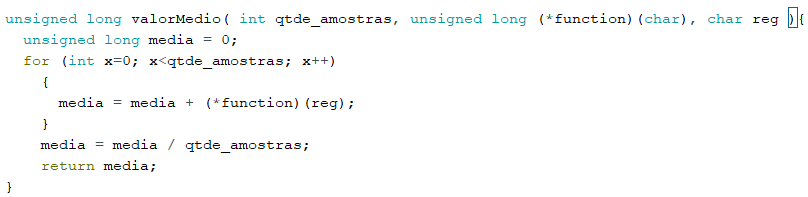 unsigned long valorMedio( int qtde_amostras, unsigned long (*function)(char), char reg ){
unsigned long media = 0;
for (int x=0; x<qtde_amostras; x++)
{
media = media + (*function)(reg);
}
media = media / qtde_amostras;
return media;
}